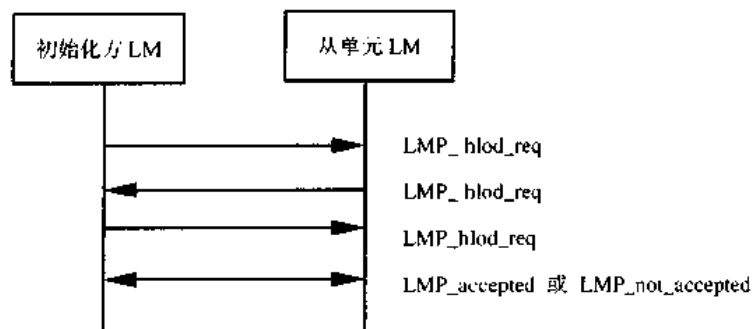 初始化方 LM
从单元 LM
LMP_ hlod_req
LMP_ hlod_req
LMP_hlod_req
LMP_accepted 或 LMP_not_accepted